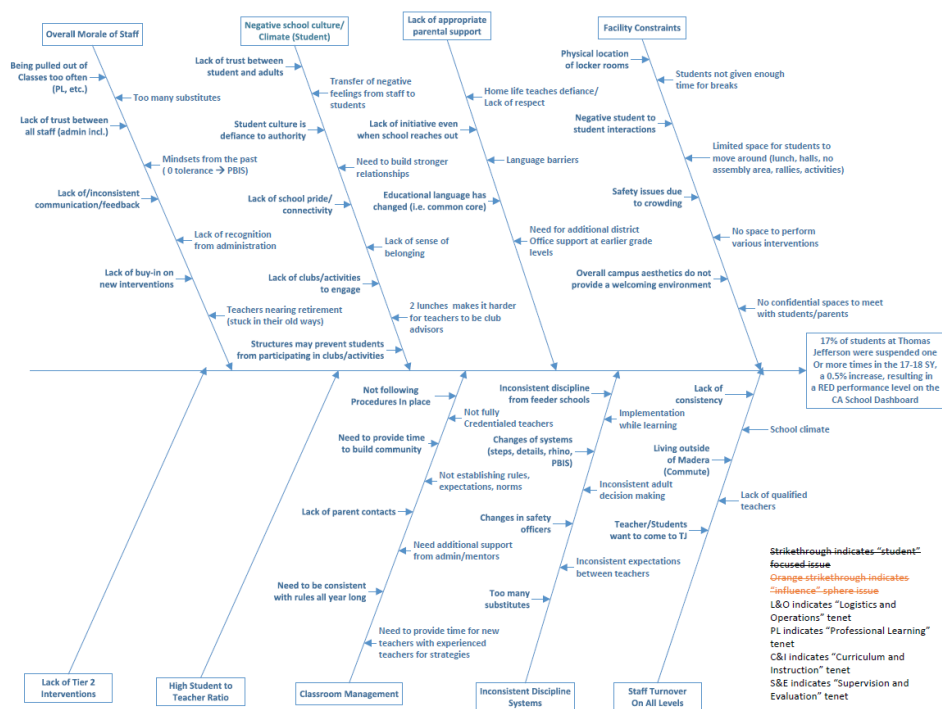 Overall Morale of Staff
Being pulled out of
Classes too often
(PL, etc.)
Too many substitutes
Lack of trust between
all staff (admin incl.)
Mindsets from the past
( 0 tolerance → PBIS)
Lack of/inconsistent
communication/feedback
Lack of recognition
from administration
Lack of buy-in on
new interventions
Teachers nearing retirement
(stuck in their old ways)
Negative school culture/
Climate (Student)
Lack of trust between
student and adults
Transfer of negative
feelings from staff to
students
Student culture is
defiance to authority
Need to build stronger
relationships
Lack of school pride/
connectivity
Lack of sense of
belonging
Lack of clubs/activities
to engage
2 lunches makes it harder
for teachers to be club
advisors
Structures may prevent students
from participating in clubs/activities
Lack of appropriate
parental support
Home life teaches defiance/
Lack of respect
Lack of initiative even
when school reaches out
Language barriers
Educational language has
changed (i.e. common core)
Need for additional district
Office support at earlier grade
levels
Facility Constraints
Physical location
of locker rooms
Students not given enough
time for breaks
Negative student to
student interactions
Limited space for students to
move around (lunch, halls, no
assembly area, rallies, activities)
Safety issues due
to crowding
No space to perform
various interventions
Overall campus aesthetics do not
provide a welcoming environment
No confidential spaces to meet
with students/parents
17% of students at Thomas
Jefferson were suspended one
Or more times in the 17-18 SY,
a 0.5% increase, resulting in
a RED performance level on the
CA School Dashboard
Lack of Tier 2
Interventions
High Student to
Teacher Ratio
Not following
Procedures In place
Not fully
Credentialed teachers
Need to provide time
to build community
Not establishing rules,
expectations, norms
Lack of parent contacts
Need additional support
from admin/mentors
Need to be consistent
with rules all year long
Need to provide time for new
teachers with experienced
teachers for strategies
Classroom Management
Inconsistent discipline
from feeder schools
Implementation
while learning
Changes of systems
(steps, details, rhino,
PBIS)
Inconsistent adult
decision making
Changes in safety
officers
Inconsistent expectations
between teachers
Too many
substitutes
Inconsistent Discipline
Systems
Lack of
consistency
School climate
Living outside
of Madera
(Commute)
Lack of qualified
teachers
Teacher/Students
want to come to TJ
Staff Turnover
On All Levels
Strikethrough indicates "student"
focused issue
Orange strikethrough indicates
"influence" sphere issue
L&O indicates "Logistics and
Operations" tenet
PL indicates "Professional Learning"
tenet
C&I indicates "Curriculum and
Instruction" tenet
S&E indicates "Supervision and
Evaluation" tenet